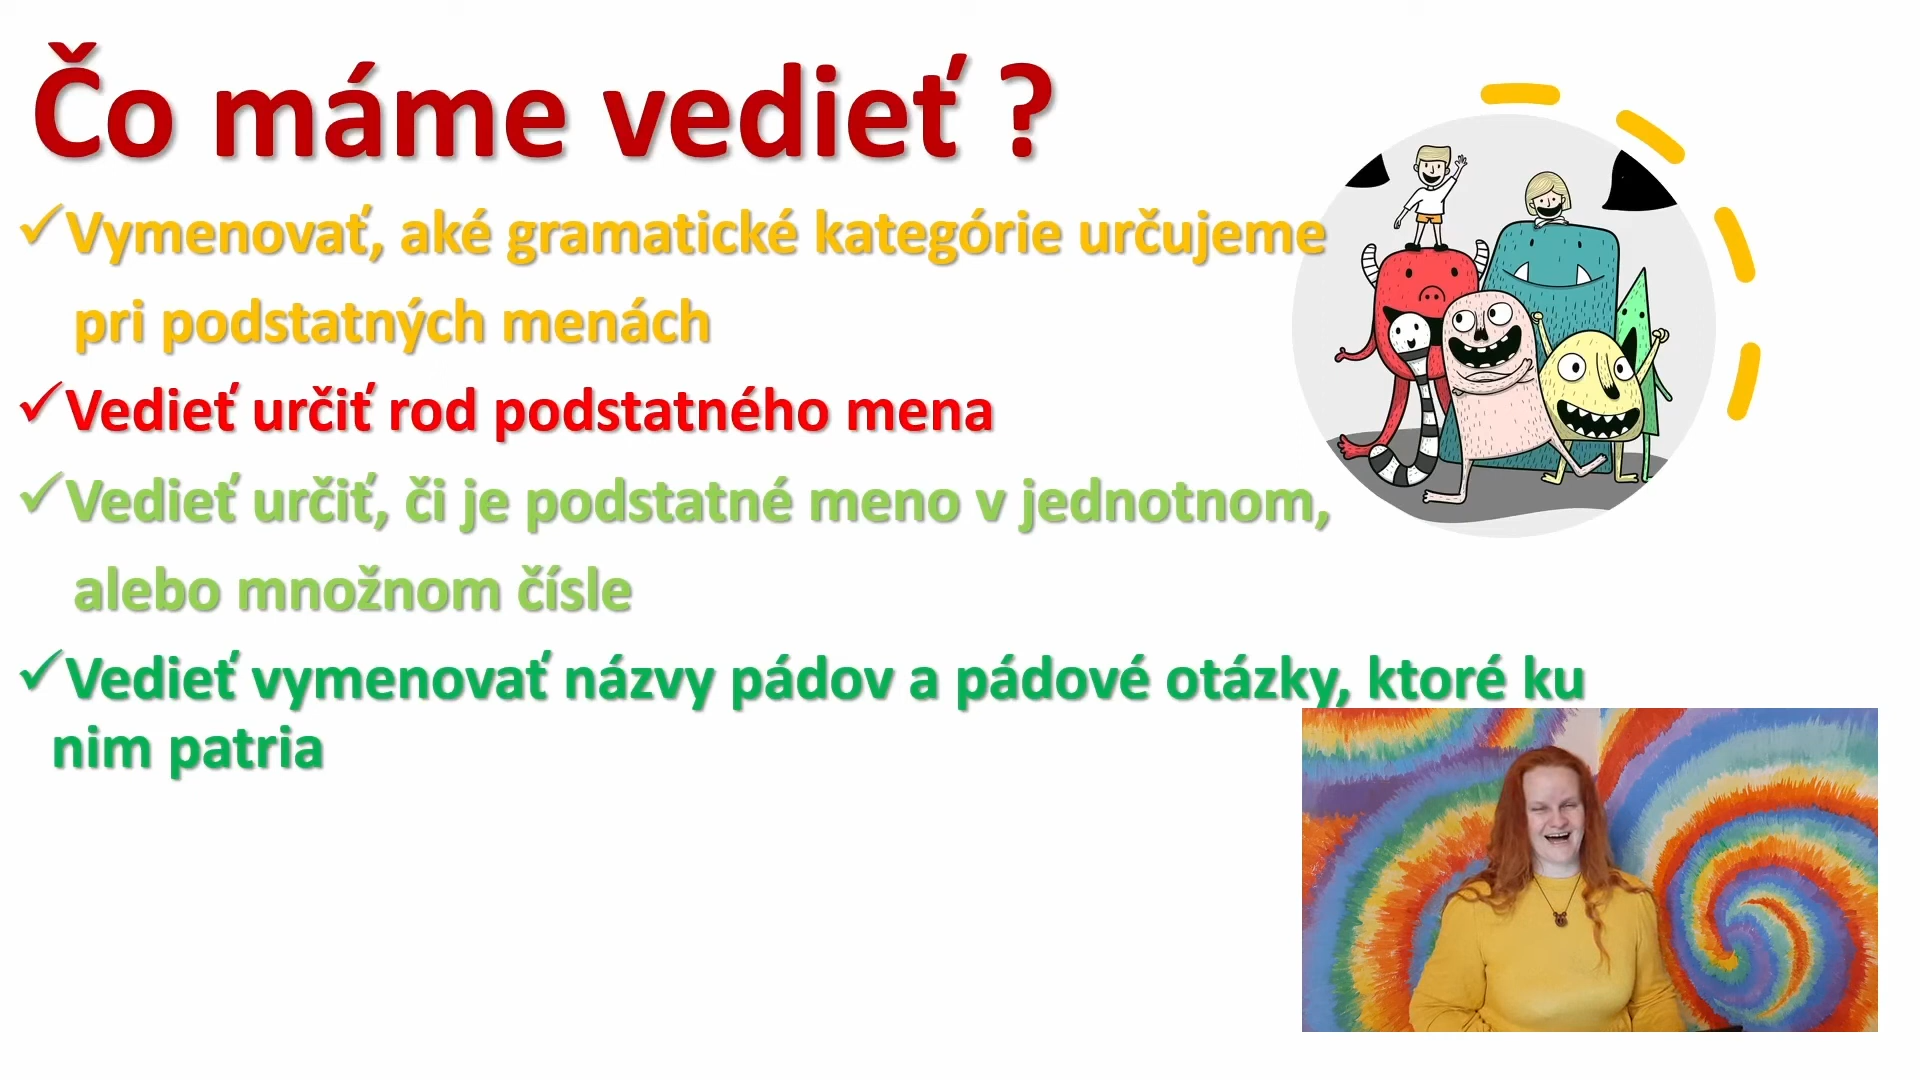 Čo máme vedieť ?
✓Vymenovať, aké gramatické kategórie určujeme
pri podstatných menách
✓Vedieť určiť rod podstatného mena
✓Vedieť určiť, či je podstatné meno v jednotnom,
alebo množnom čísle
✓Vedieť vymenovať názvy pádov a pádové otázky, ktoré ku
nim patria